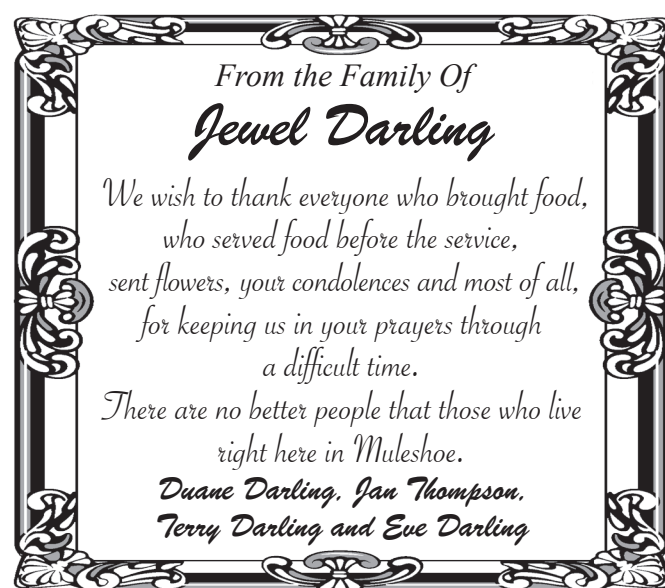 From the Family Of
Jewel Darling
We wish to thank everyone who brought food,
who served food before the service,
sent flowers, your condolences and most of all,
for keeping us in your prayers through
a difficult time.
There are no better people that those who live
right here in Muleshoe.
Duane Darling, Jan Thompson,
Terry Darling and Eve Darling